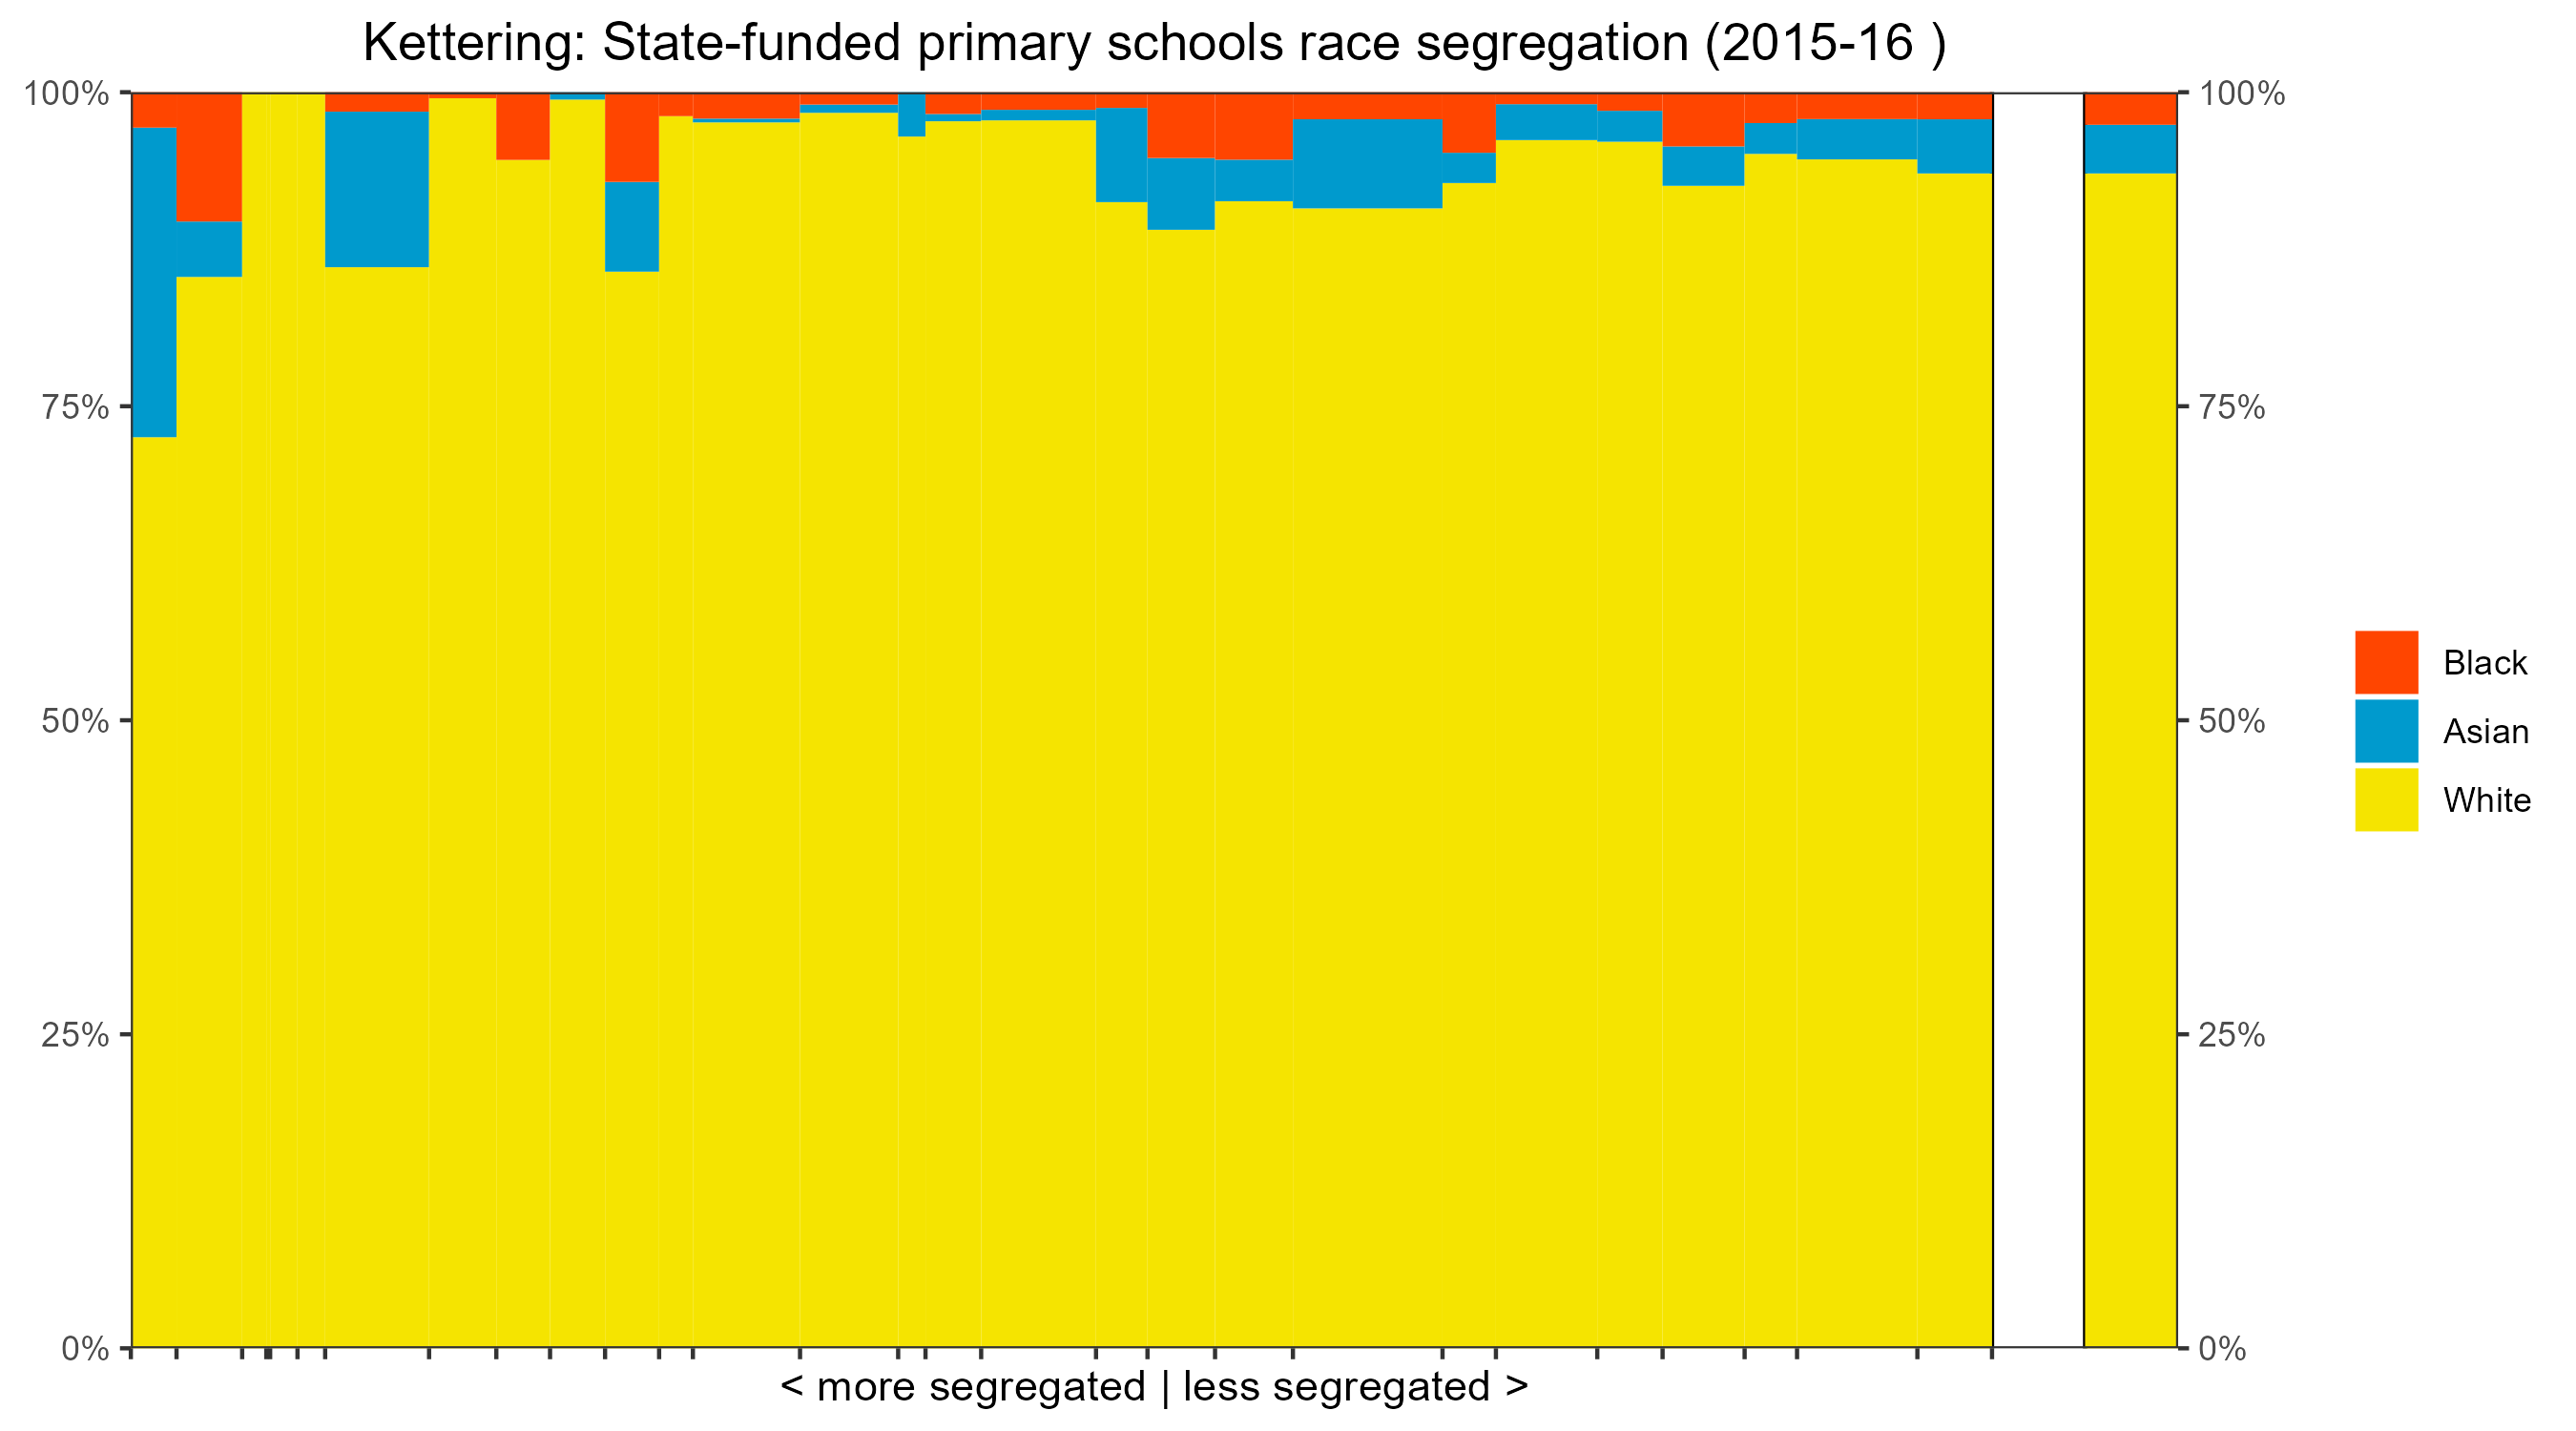 Kettering: State-funded primary schools race segregation (2015-16 )
100%
75%
50%
25%
0%
100%
75%
50%
25%
0%
Black
Asian
White
< more segregated | less segregated >